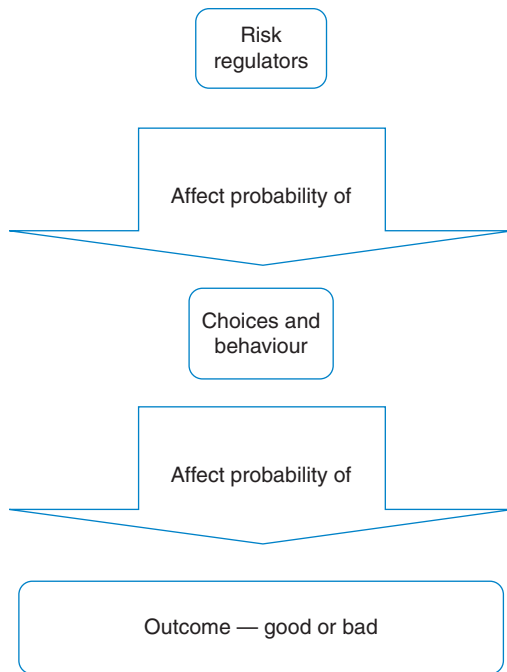 Risk
regulators
Affect probability of
Choices and
behaviour
Affect probability of
Outcome — good or bad